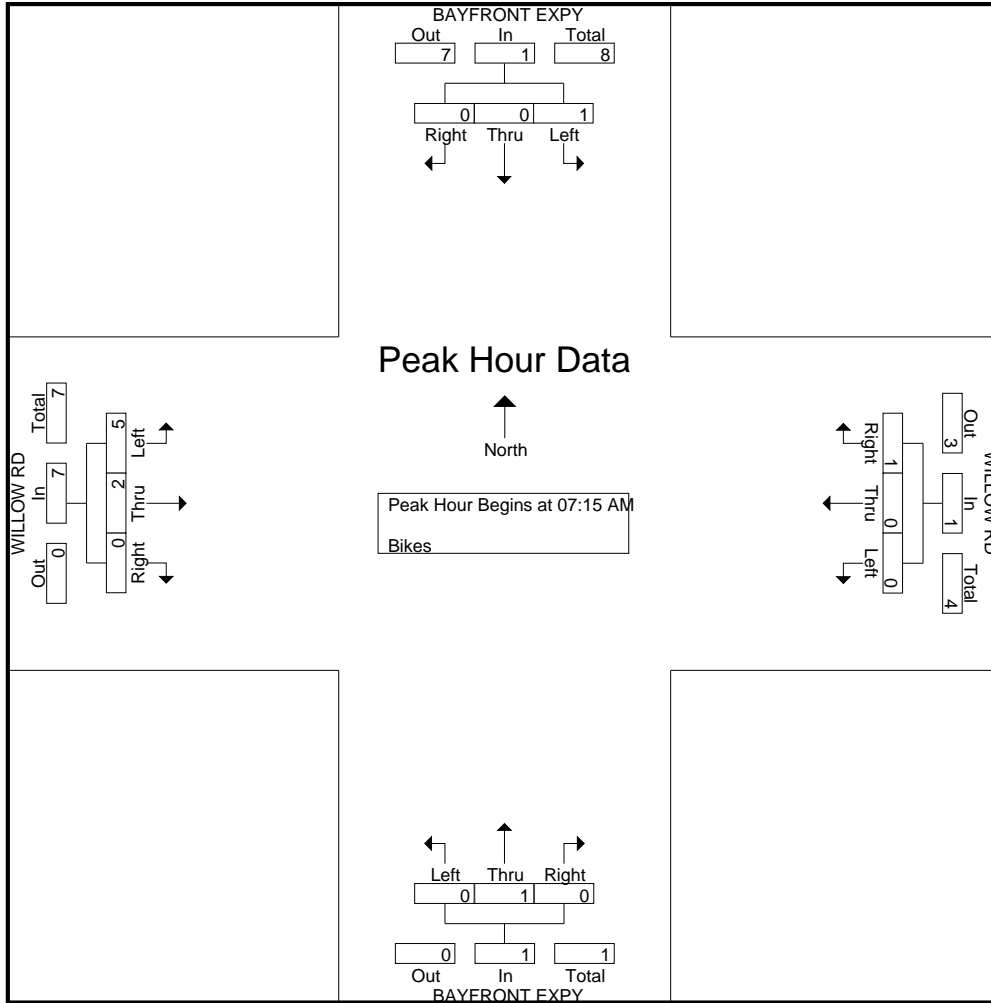 BAYFRONT EXPY
Out In Total
7 1 8
0 0 1
Right Thru Left
Peak Hour Data
North
Peak Hour Begins at 07:15 AM
Bikes
WILLOW RD
Out In Total
0 7 7
0 2 5
Right Thru Left
WILLOW RD
Out In Total
3 1 4
1 0 0
Right Thru Left
Left Thru Right
0 1 0
0 1 1
Out In Total
BAYFRONT EXPY